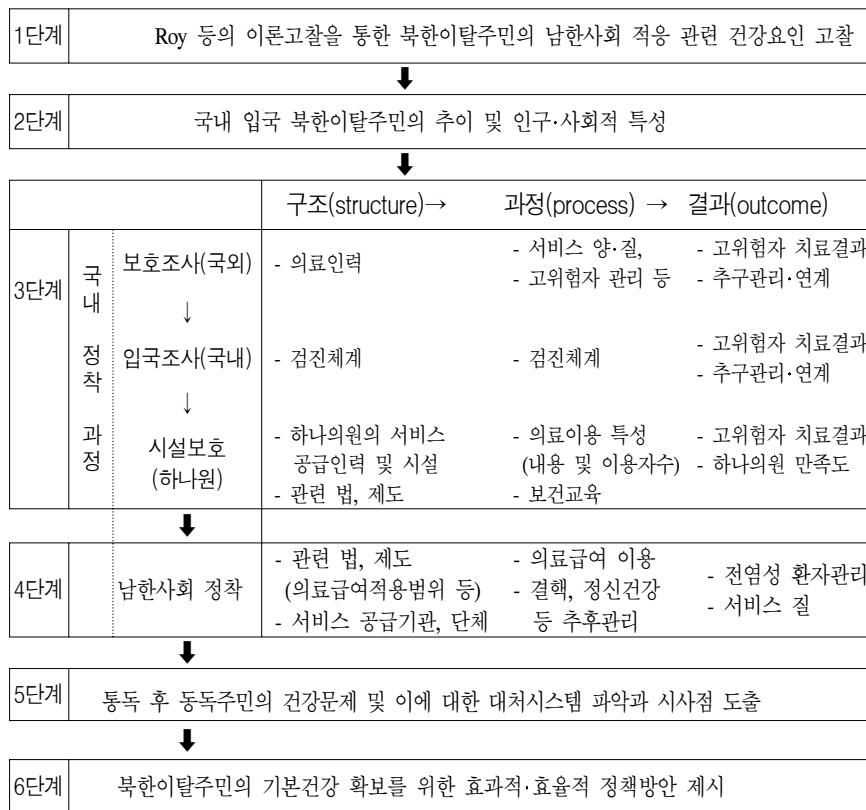 1단계 Roy 등의 이론고찰을 통한 북한이탈주민의 남한사회 적응 관련 건강요인 고찰
⬇
2단계 국내 입국 북한이탈주민의 추이 및 인구·사회적 특성
⬇
구조(structure)→ 과정(process) → 결과(outcome)
3단계
국내 정착 과정
보호조사(국외)
- 의료인력
- 서비스 양·질,
- 고위험자 관리 등
- 고위험자 치료결과
- 추구관리·연계
↓
입국조사(국내)
- 검진체계
- 검진체계
- 고위험자 치료결과
- 추구관리·연계
↓
시설보호
(하나원)
- 하나의원의 서비스
공급인력 및 시설
- 관련 법, 제도
- 의료이용 특성
(내용 및 이용자수)
- 보건교육
- 고위험자 치료결과
- 하나의원 만족도
⬇
4단계
남한사회 정착
- 관련 법, 제도
(의료급여적용범위 등)
- 서비스 공급기관, 단체
- 의료급여 이용
- 결핵, 정신건강
등 추후관리
- 전염성 환자관리
- 서비스 질
⬇
5단계 통독 후 동독주민의 건강문제 및 이에 대한 대처시스템 파악과 시사점 도출
⬇
6단계 북한이탈주민의 기본건강 확보를 위한 효과적·효율적 정책방안 제시